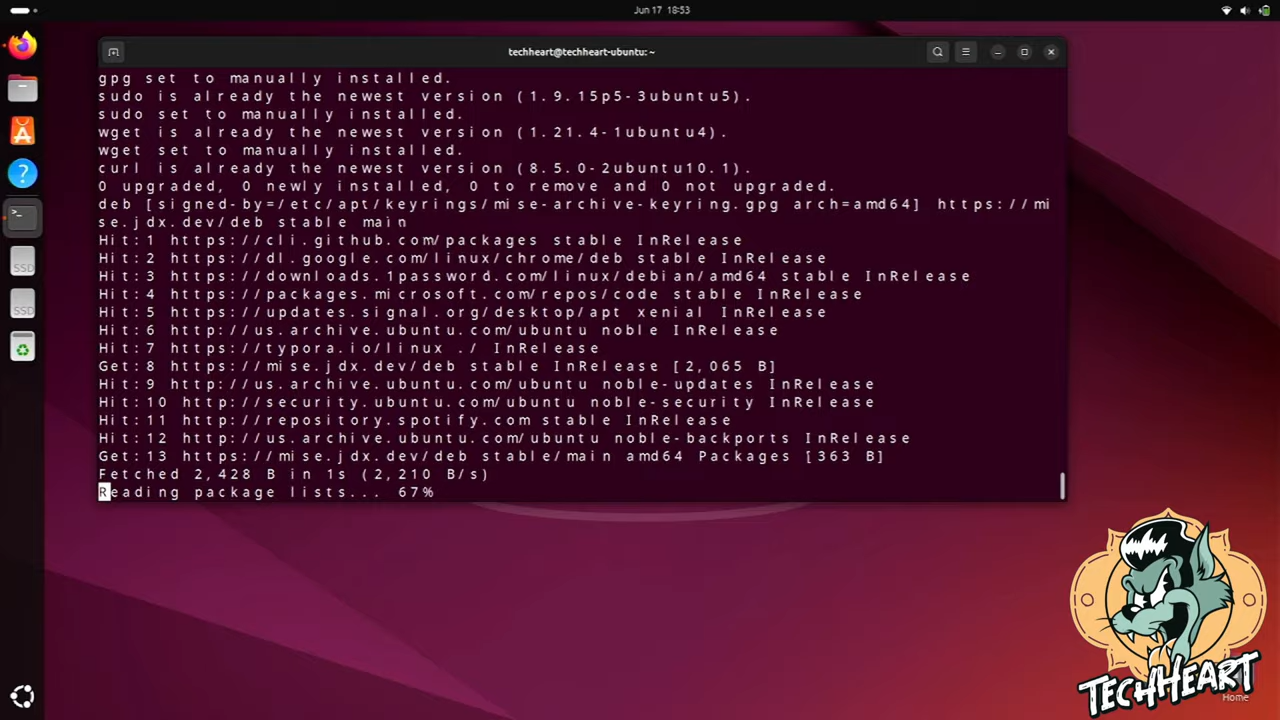 Jun 17 18:53
techheart@techheart-ubuntu: ~
gpg set to manually installed.
sudo is already the newest version (1.9.15p5-3ubuntu5).
sudo set to manually installed.
wget is already the newest version (1.21.4-1ubuntu4).
wget set to manually installed.
curl is already the newest version (8.5.0-2ubuntu10.1).
0 upgraded, 0 newly installed, 0 to remove and 0 not upgraded.
deb [signed-by=/etc/apt/keyrings/mise-archive-keyring.gpg arch=amd64] https://mi
se.jdx.dev/deb stable main
Hit:1 https://cli.github.com/packages stable InRelease
Hit:2 https://dl.google.com/linux/chrome/deb stable InRelease
Hit:3 https://downloads.1password.com/linux/debian/amd64 stable InRelease
Hit:4 https://packages.microsoft.com/repos/code stable InRelease
Hit:5 https://updates.signal.org/desktop/apt xenial InRelease
Hit:6 http://us.archive.ubuntu.com/ubuntu noble InRelease
Hit:7 https://typora.io/linux ./ InRelease
Get:8 https://mise.jdx.dev/deb stable InRelease [2,065 B]
Hit:9 http://us.archive.ubuntu.com/ubuntu noble-updates InRelease
Hit:10 http://security.ubuntu.com/ubuntu noble-security InRelease
Hit:11 http://repository.spotify.com stable InRelease
Hit:12 http://us.archive.ubuntu.com/ubuntu noble-backports InRelease
Get:13 https://mise.jdx.dev/deb stable/main amd64 Packages [363 B]
Fetched 2,428 B in 1s (2,210 B/s)
Reading package lists... 67%
SSD
SSD
TECHHEART
Home